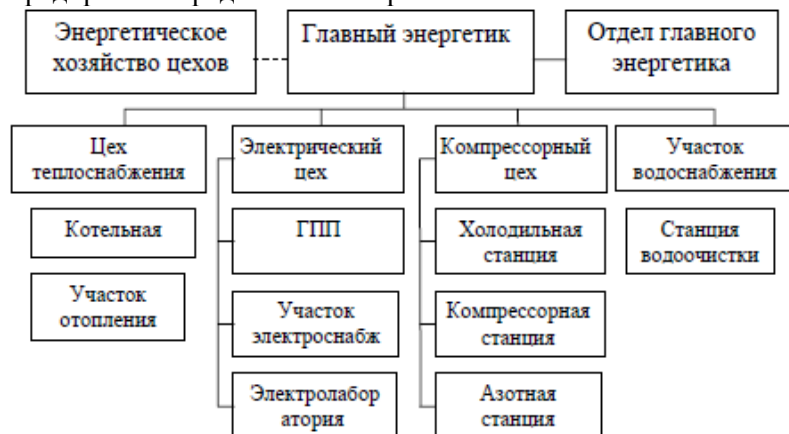 Энергетическое
хозяйство цехов
Главный энергетик
Отдел главного
энергетика
Цех
теплоснабжения
Электрический
цех
Компрессорный
цех
Участок
водоснабжения
Котельная
ГПП
Холодильная
станция
Станция
водоочистки
Участок
отопления
Участок
электроснабж
Компрессорная
станция
Электролабор
атория
Азотная
станция